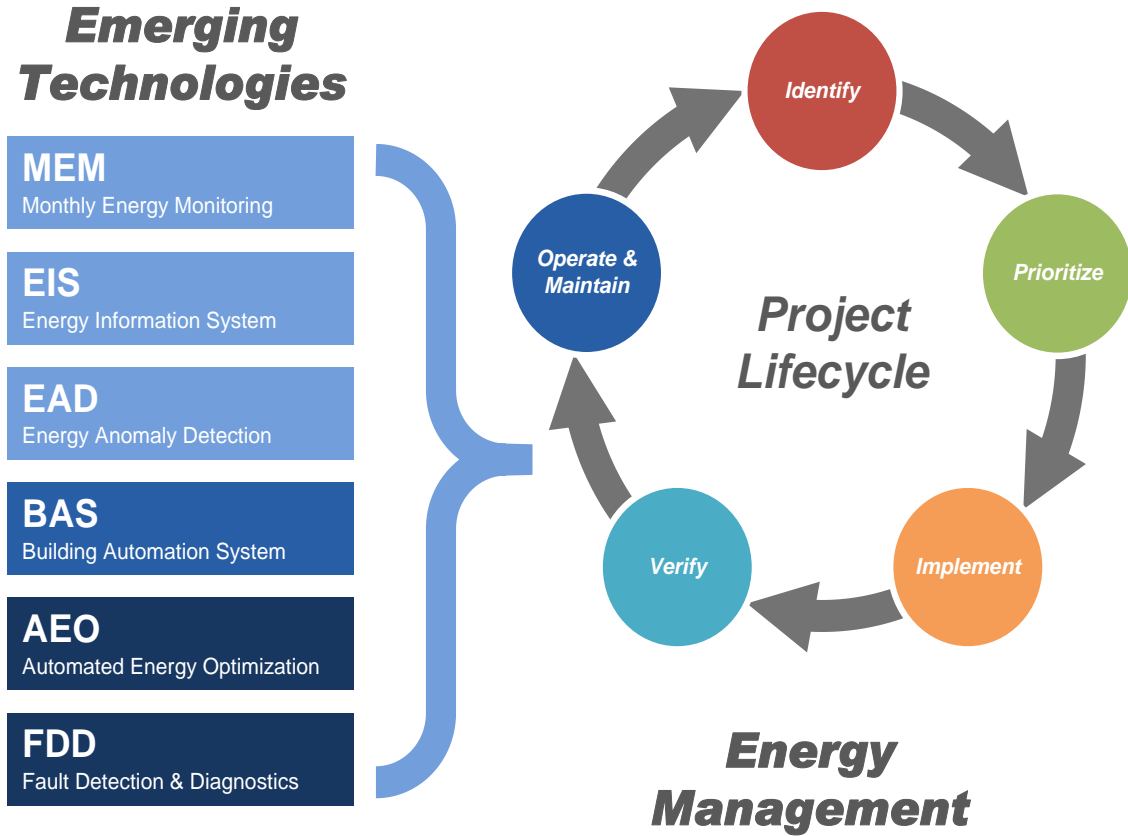 Emerging
Technologies
MEM
Monthly Energy Monitoring
EIS
Energy Information System
EAD
Energy Anomaly Detection
BAS
Building Automation System
AEO
Automated Energy Optimization
FDD
Fault Detection & Diagnostics
Identify
Prioritize
Implement
Verify
Operate &
Maintain
Project
Lifecycle
Energy
Management